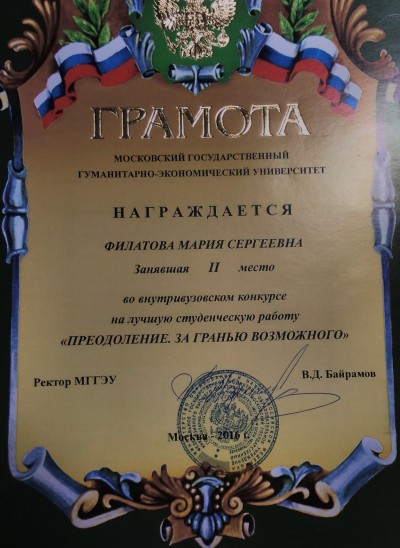 ГРАМОТА
МОСКОВСКИЙ ГОСУДАРСТВЕННЫЙ
ГУМАНИТАРНО-ЭКОНОМИЧЕСКИЙ УНИВЕРСИТЕТ
НАГРАЖДАЕТСЯ
ФИЛАТОВА МАРИЯ СЕРГЕЕВНА
Занявшая II место
во внутривузовском конкурсе
на лучшую студенческую работу
«ПРЕОДОЛЕНИЕ. ЗА ГРАНЬЮ ВОЗМОЖНОГО»
Ректор МГГЭУ В.Д. Байрамов
Москва - 2016 г.